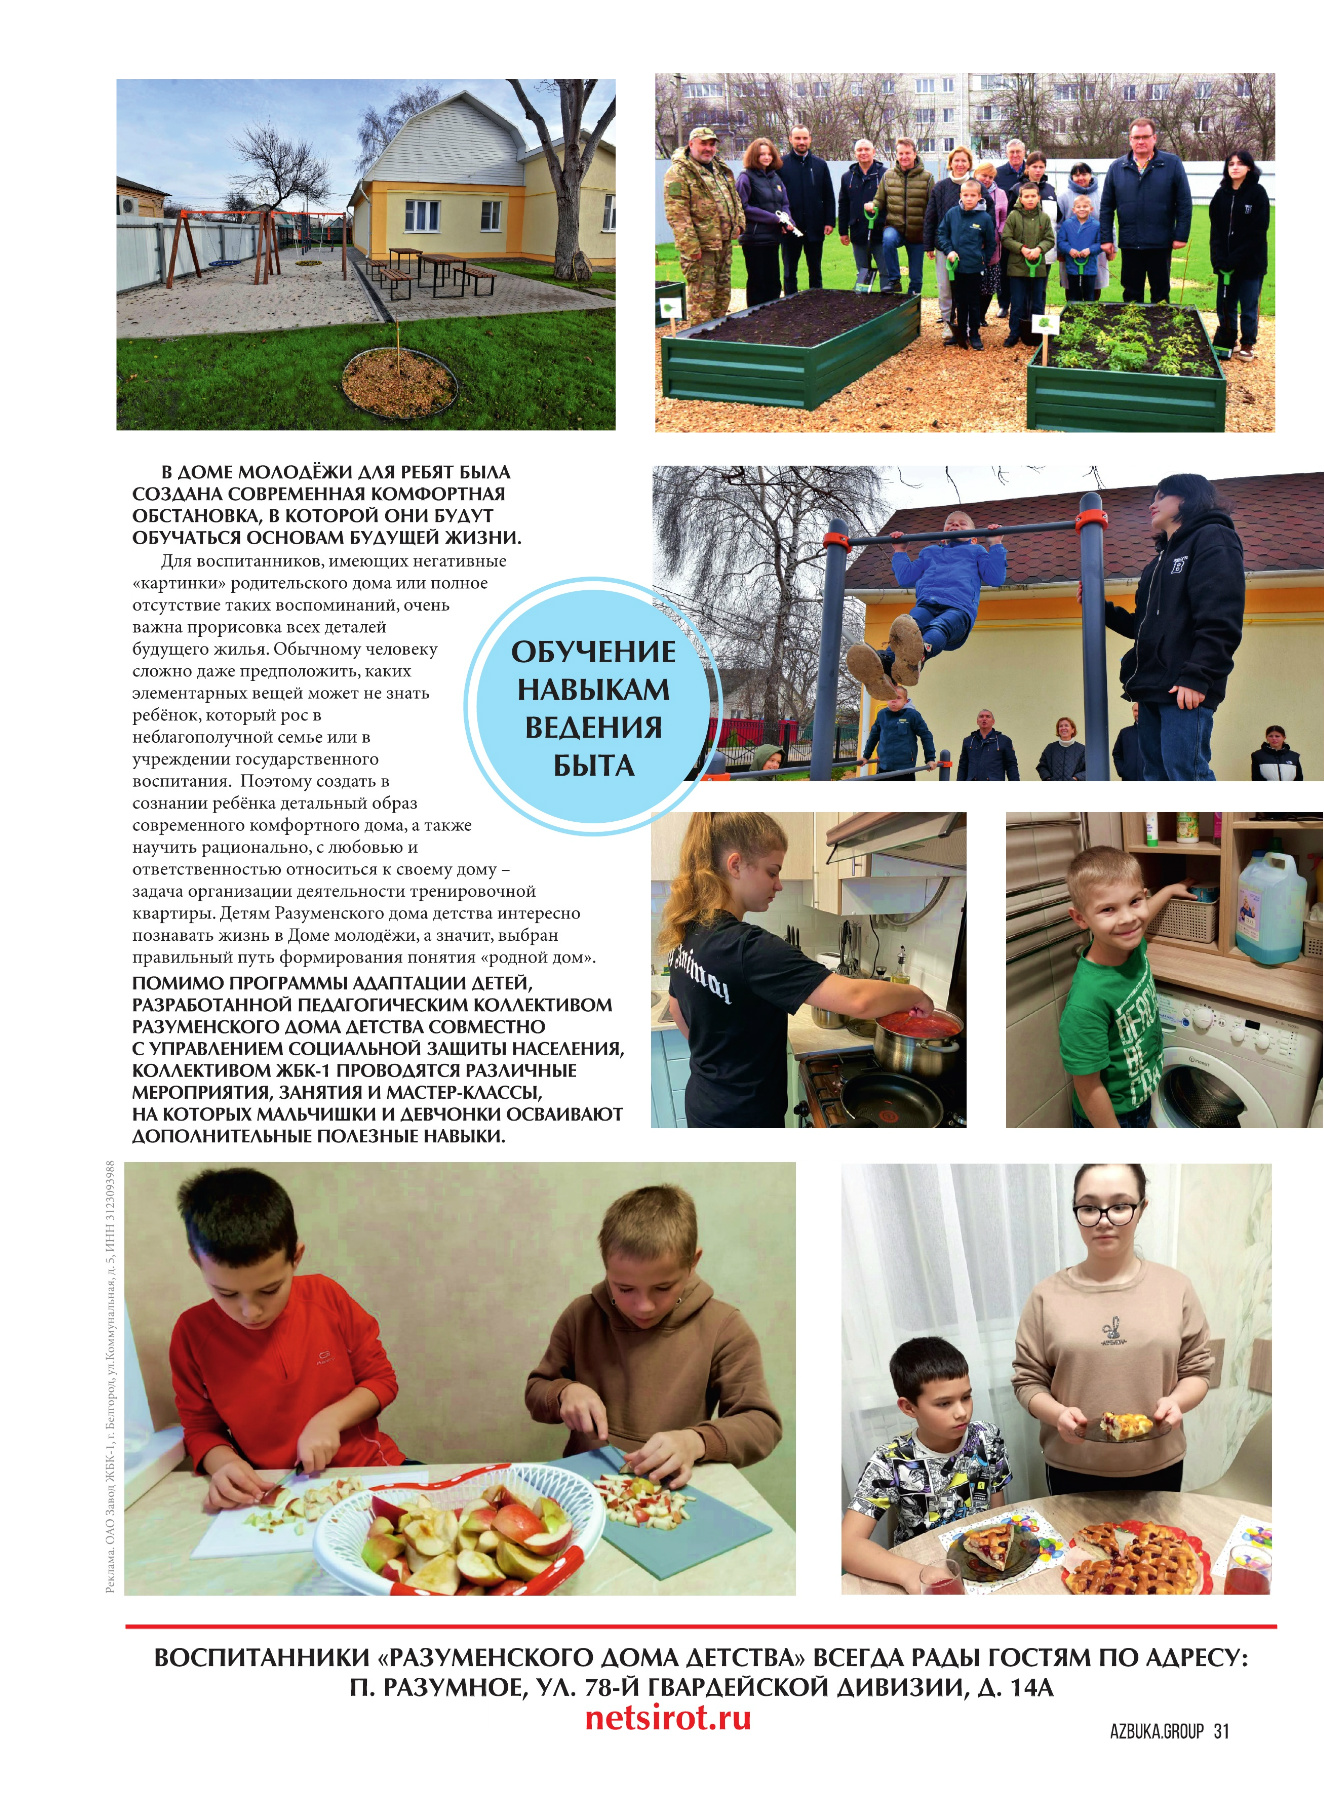 В ДОМЕ МОЛОДЁЖИ ДЛЯ РЕБЯТ БЫЛА
СОЗДАНА СОВРЕМЕННАЯ КОМФОРТНАЯ
ОБСТАНОВКА, В КОТОРОЙ ОНИ БУДУТ
ОБУЧАТЬСЯ ОСНОВАМ БУДУЩЕЙ ЖИЗНИ.
Для воспитанников, имеющих негативные
«картинки» родительского дома или полное
отсутствие таких воспоминаний, очень
важна прорисовка всех деталей
будущего жилья. Обычному человеку
сложно даже предположить, каких
элементарных вещей может не знать
ребёнок, который рос в
неблагополучной семье или в
учреждении государственного
воспитания. Поэтому создать в
сознании ребёнка детальный образ
современного комфортного дома, а также
научить рационально, с любовью и
ответственностью относиться к своему дому –
задача организации деятельности тренировочной
квартиры. Детям Разуменского дома детства интересно
познавать жизнь в Доме молодёжи, а значит, выбран
правильный путь формирования понятия «родной дом».
ПОМИМО ПРОГРАММЫ АДАПТАЦИИ ДЕТЕЙ,
РАЗРАБОТАННОЙ ПЕДАГОГИЧЕСКИМ КОЛЛЕКТИВОМ
РАЗУМЕНСКОГО ДОМА ДЕТСТВА СОВМЕСТНО
С УПРАВЛЕНИЕМ СОЦИАЛЬНОЙ ЗАЩИТЫ НАСЕЛЕНИЯ,
КОЛЛЕКТИВОМ ЖБК-1 ПРОВОДЯТСЯ РАЗЛИЧНЫЕ
МЕРОПРИЯТИЯ, ЗАНЯТИЯ И МАСТЕР-КЛАССЫ,
НА КОТОРЫХ МАЛЬЧИШКИ И ДЕВЧОНКИ ОСВАИВАЮТ
ДОПОЛНИТЕЛЬНЫЕ ПОЛЕЗНЫЕ НАВЫКИ.
ОБУЧЕНИЕ
НАВЫКАМ
ВЕДЕНИЯ
БЫТА
Animal
Реклама. ОАО Завод ЖБК-1, г. Белгород, ул.Коммунальная, д. 5, ИНН 3123093988
ВОСПИТАННИКИ «РАЗУМЕНСКОГО ДОМА ДЕТСТВА» ВСЕГДА РАДЫ ГОСТЯМ ПО АДРЕСУ:
П. РАЗУМНОЕ, УЛ. 78-Й ГВАРДЕЙСКОЙ ДИВИЗИИ, Д. 14А
netsirot.ru
AZBUKA.GROUP 31